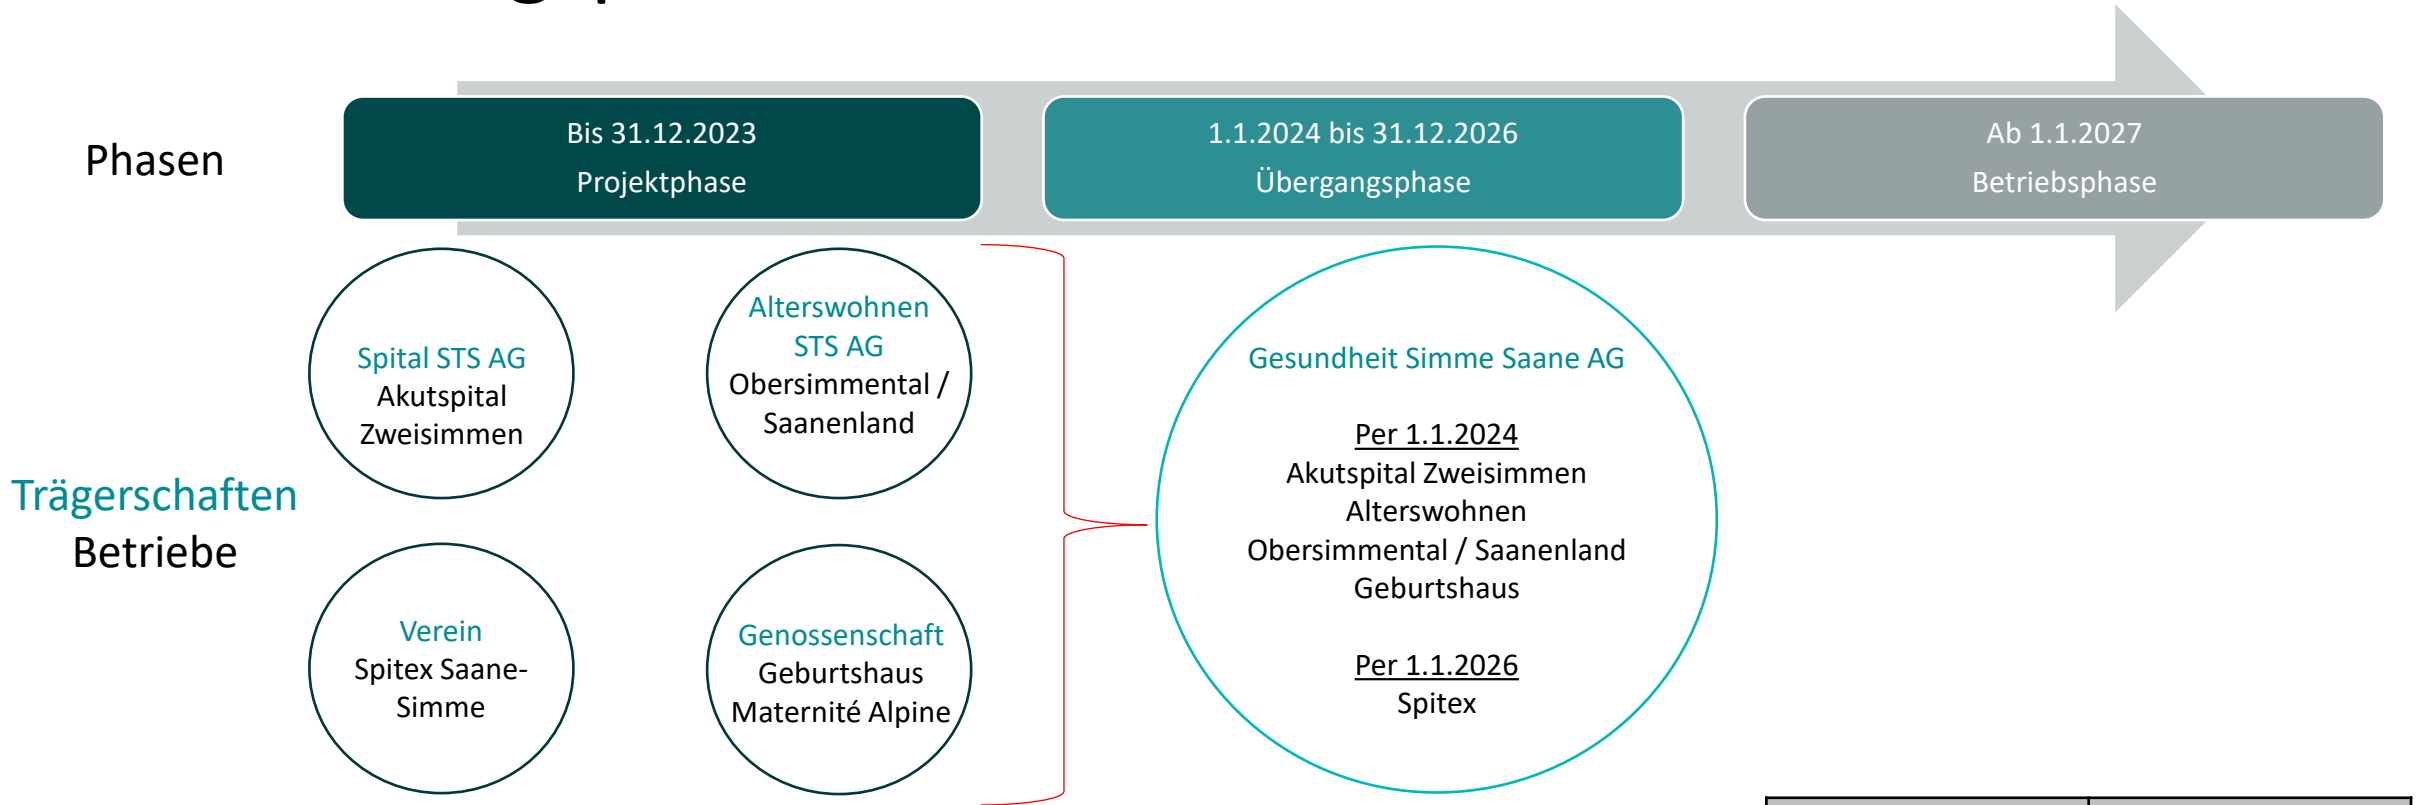 Phasen
Bis 31.12.2023
Projektphase
1.1.2024 bis 31.12.2026
Übergangsphase
Ab 1.1.2027
Betriebsphase
Trägerschaften
Betriebe
Spital STS AG
Akutspital
Zweisimmen
Alterswohnen
STS AG
Obersimmental /
Saanenland
Verein
Spitex Saane-
Simme
Genossenschaft
Geburtshaus
Maternité Alpine
Gesundheit Simme Saane AG
Per 1.1.2024
Akutspital Zweisimmen
Alterswohnen
Obersimmental / Saanenland
Geburtshaus
Per 1.1.2026
Spitex